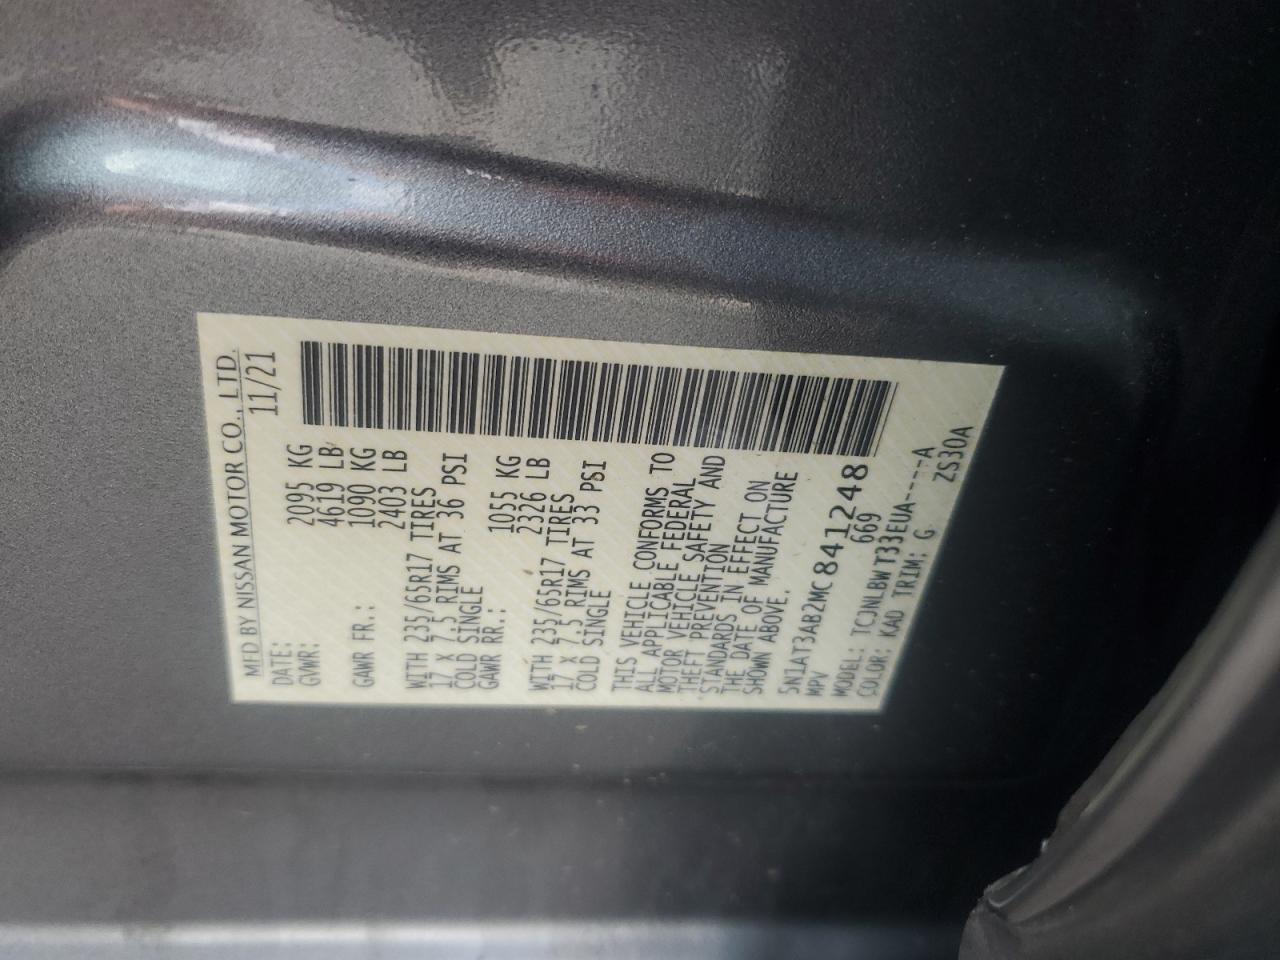 MFD BY NISSAN MOTOR CO., LTD.
DATE: 11/21
GVWR: 2095 KG
4619 LB
GAWR FR.: 1090 KG
2403 LB
WITH 235/65R17 TIRES
17 x 7.5 RIMS AT 36 PSI
COLD SINGLE
GAWR RR.: 1055 KG
2326 LB
WITH 235/65R17 TIRES
17 x 7.5 RIMS AT 33 PSI
COLD SINGLE
THIS VEHICLE CONFORMS TO
ALL APPLICABLE FEDERAL
MOTOR VEHICLE SAFETY AND
THEFT PREVENTION
STANDARDS IN EFFECT ON
THE DATE OF MANUFACTURE
SHOWN ABOVE.
5N1AT3AB2MC841248
MPV 669
MODEL: TCJNLBWT33EUA-----A
COLOR: KAD TRIM: G ZS30A